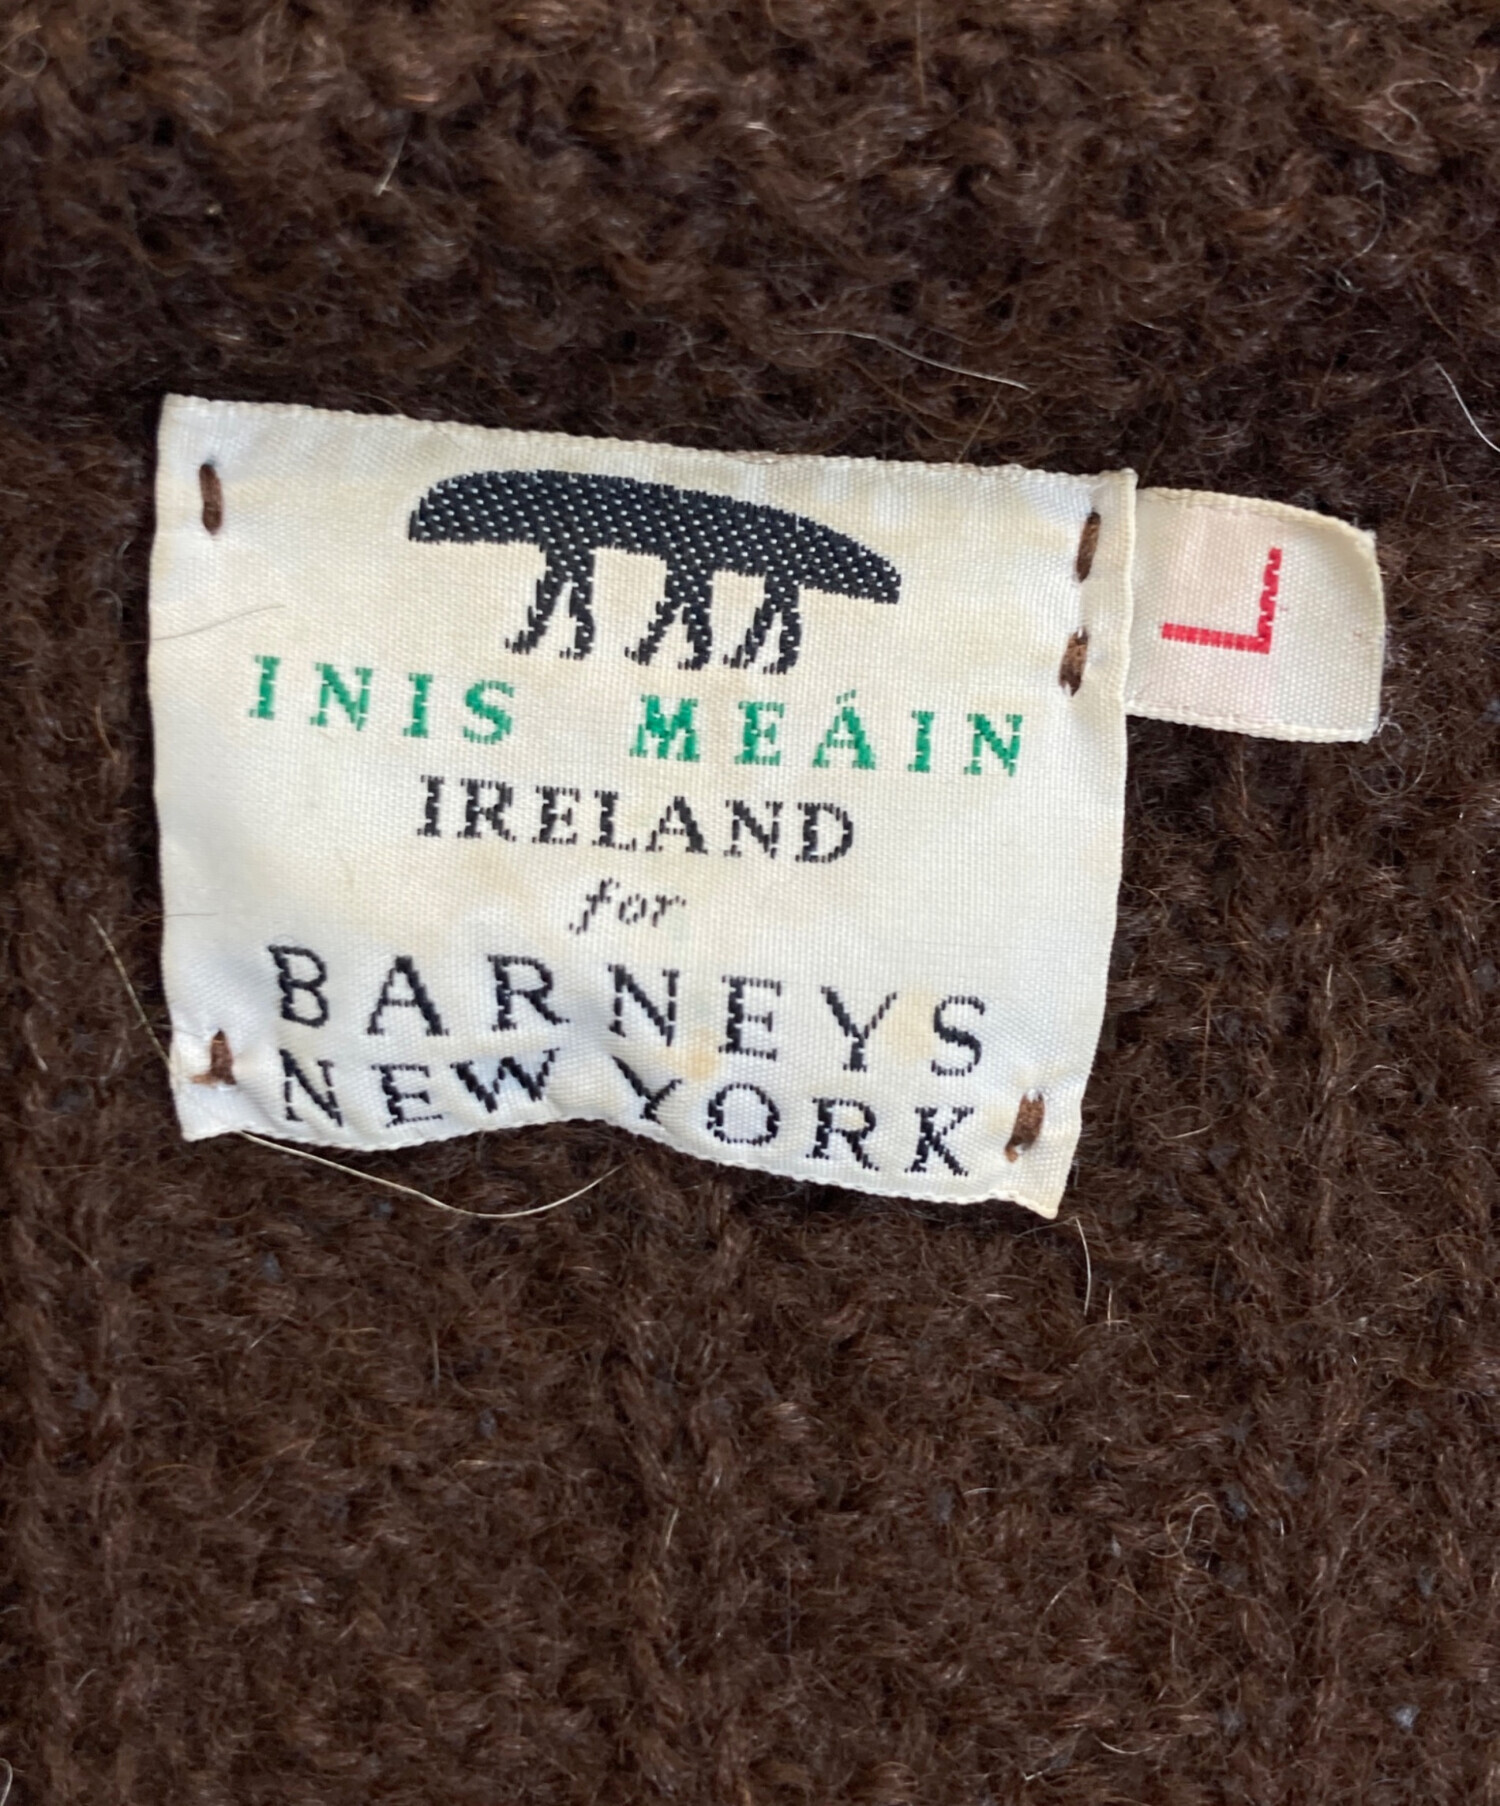 INIS MEÁIN
IRELAND
for
BARNEYS
NEW YORK
L